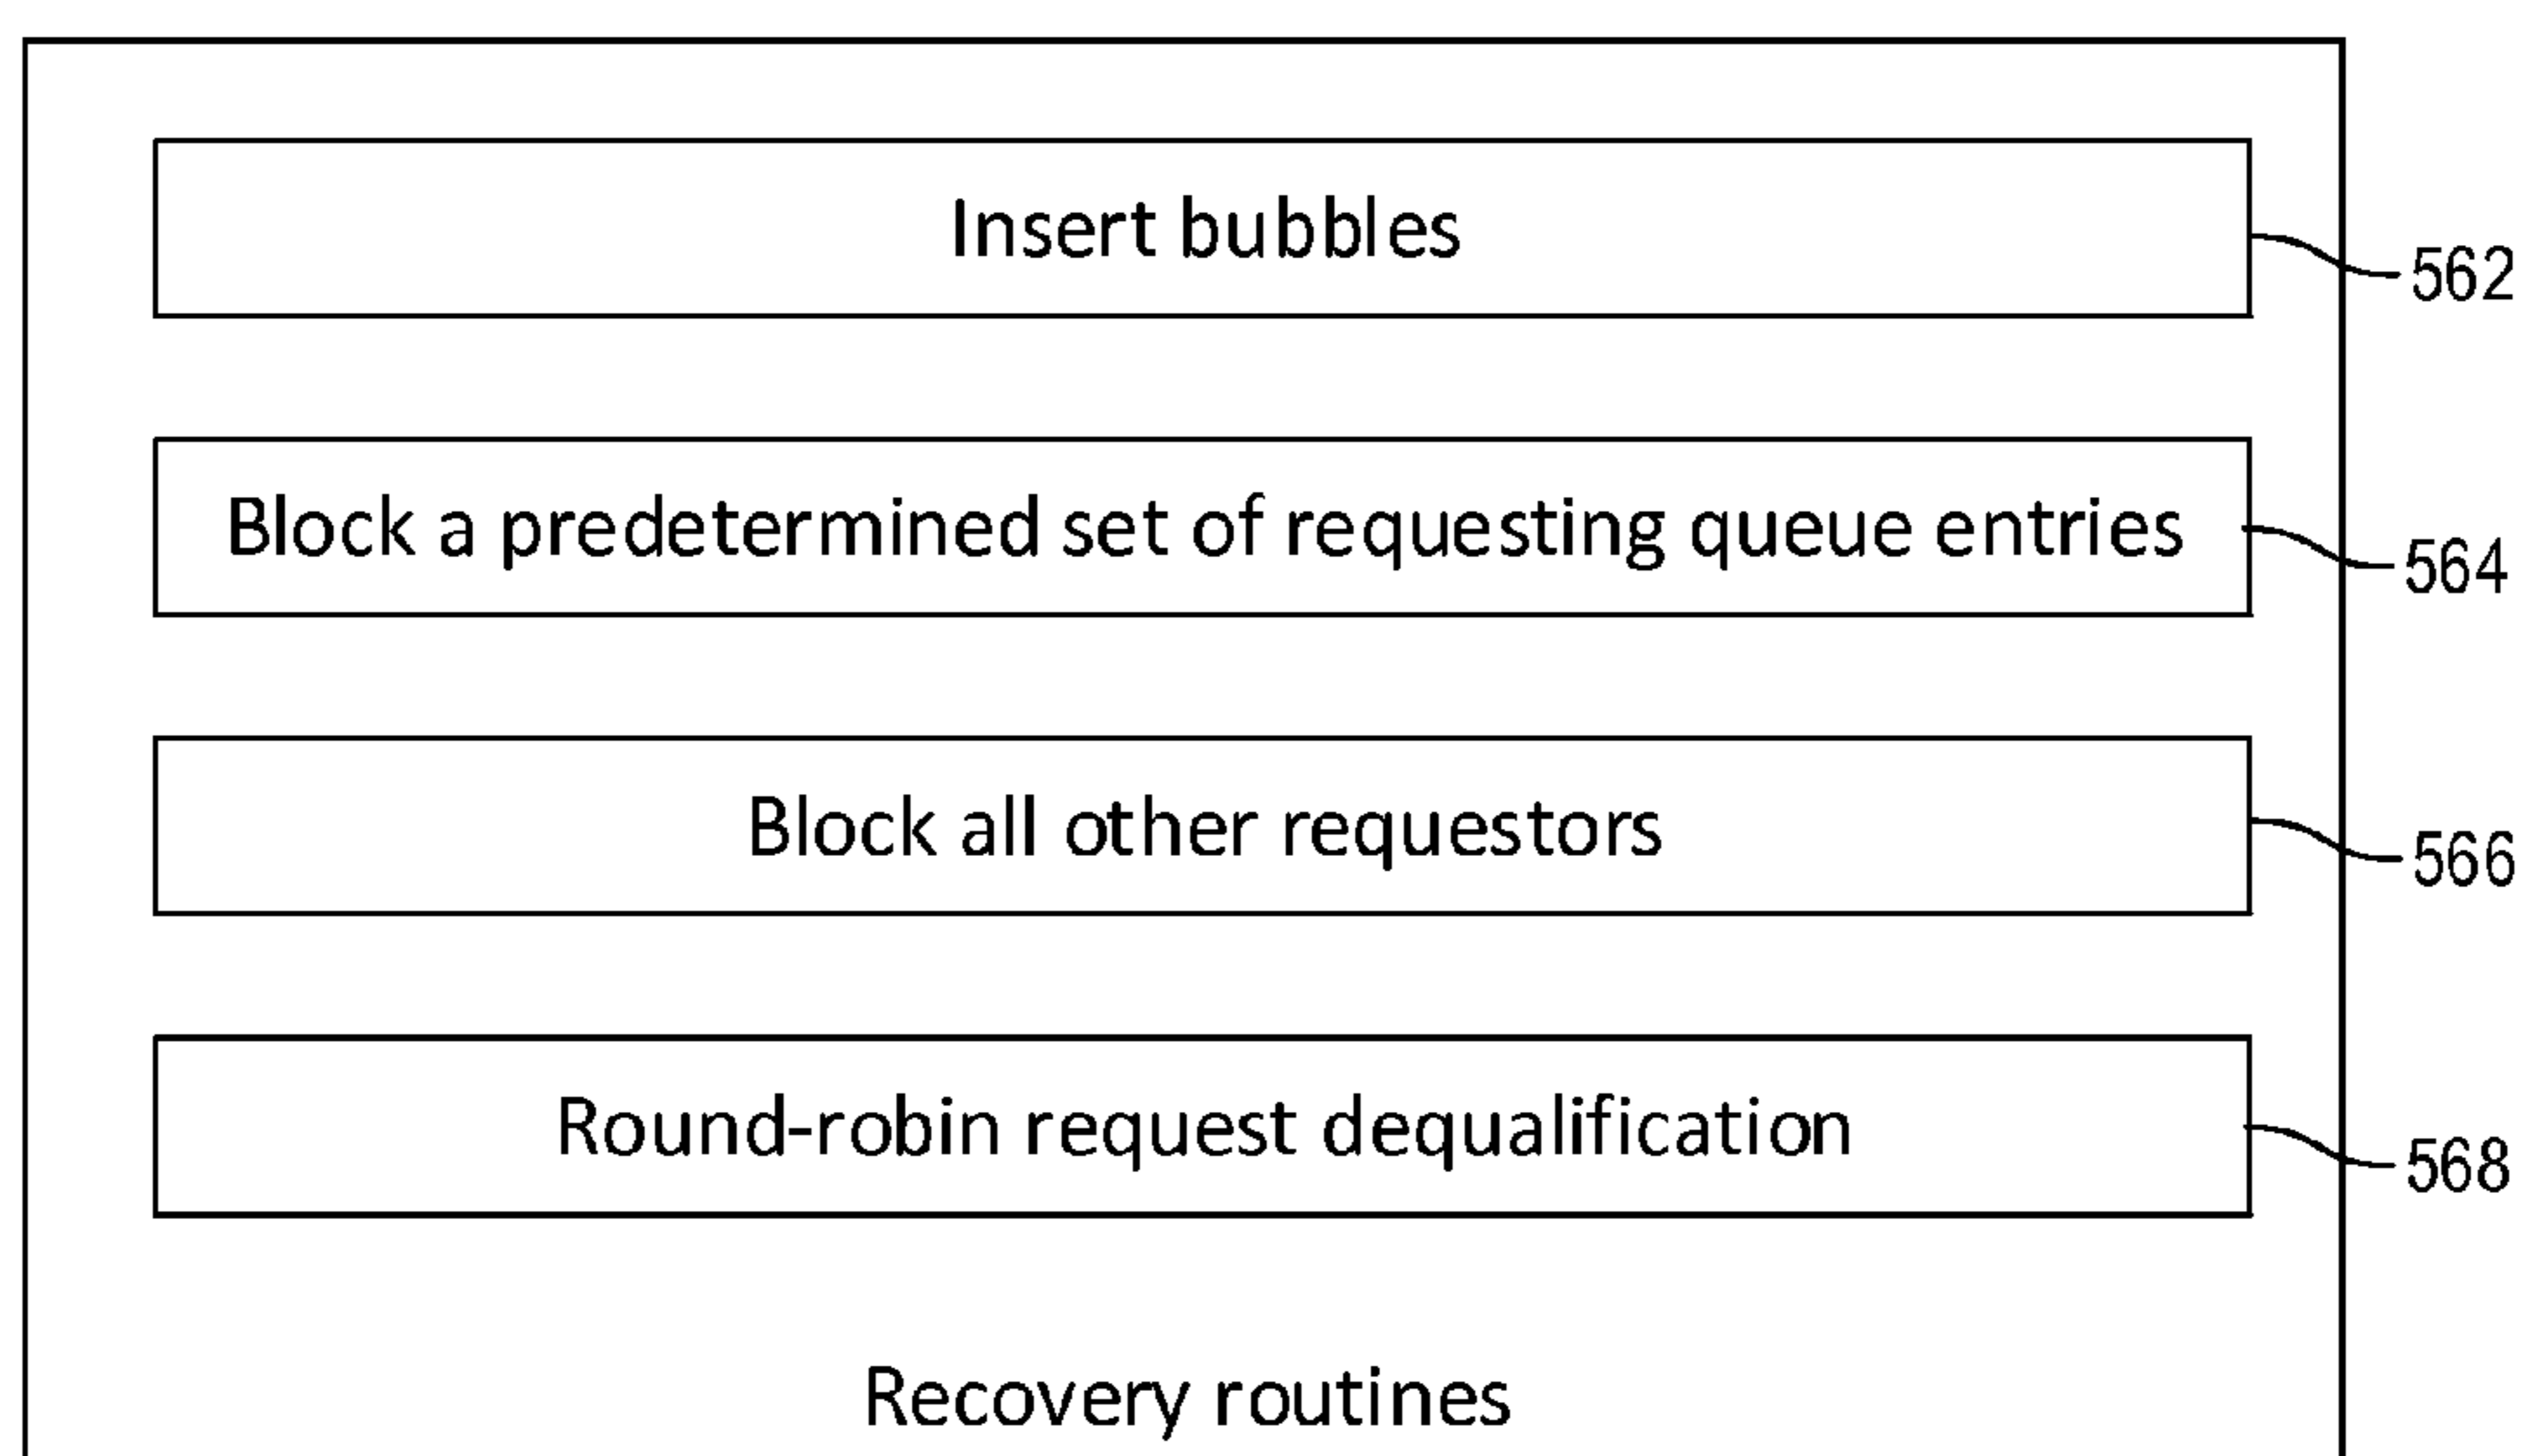 Insert bubbles
562
Block a predetermined set of requesting queue entries
564
Block all other requestors
566
Round-robin request dequalification
568
Recovery routines